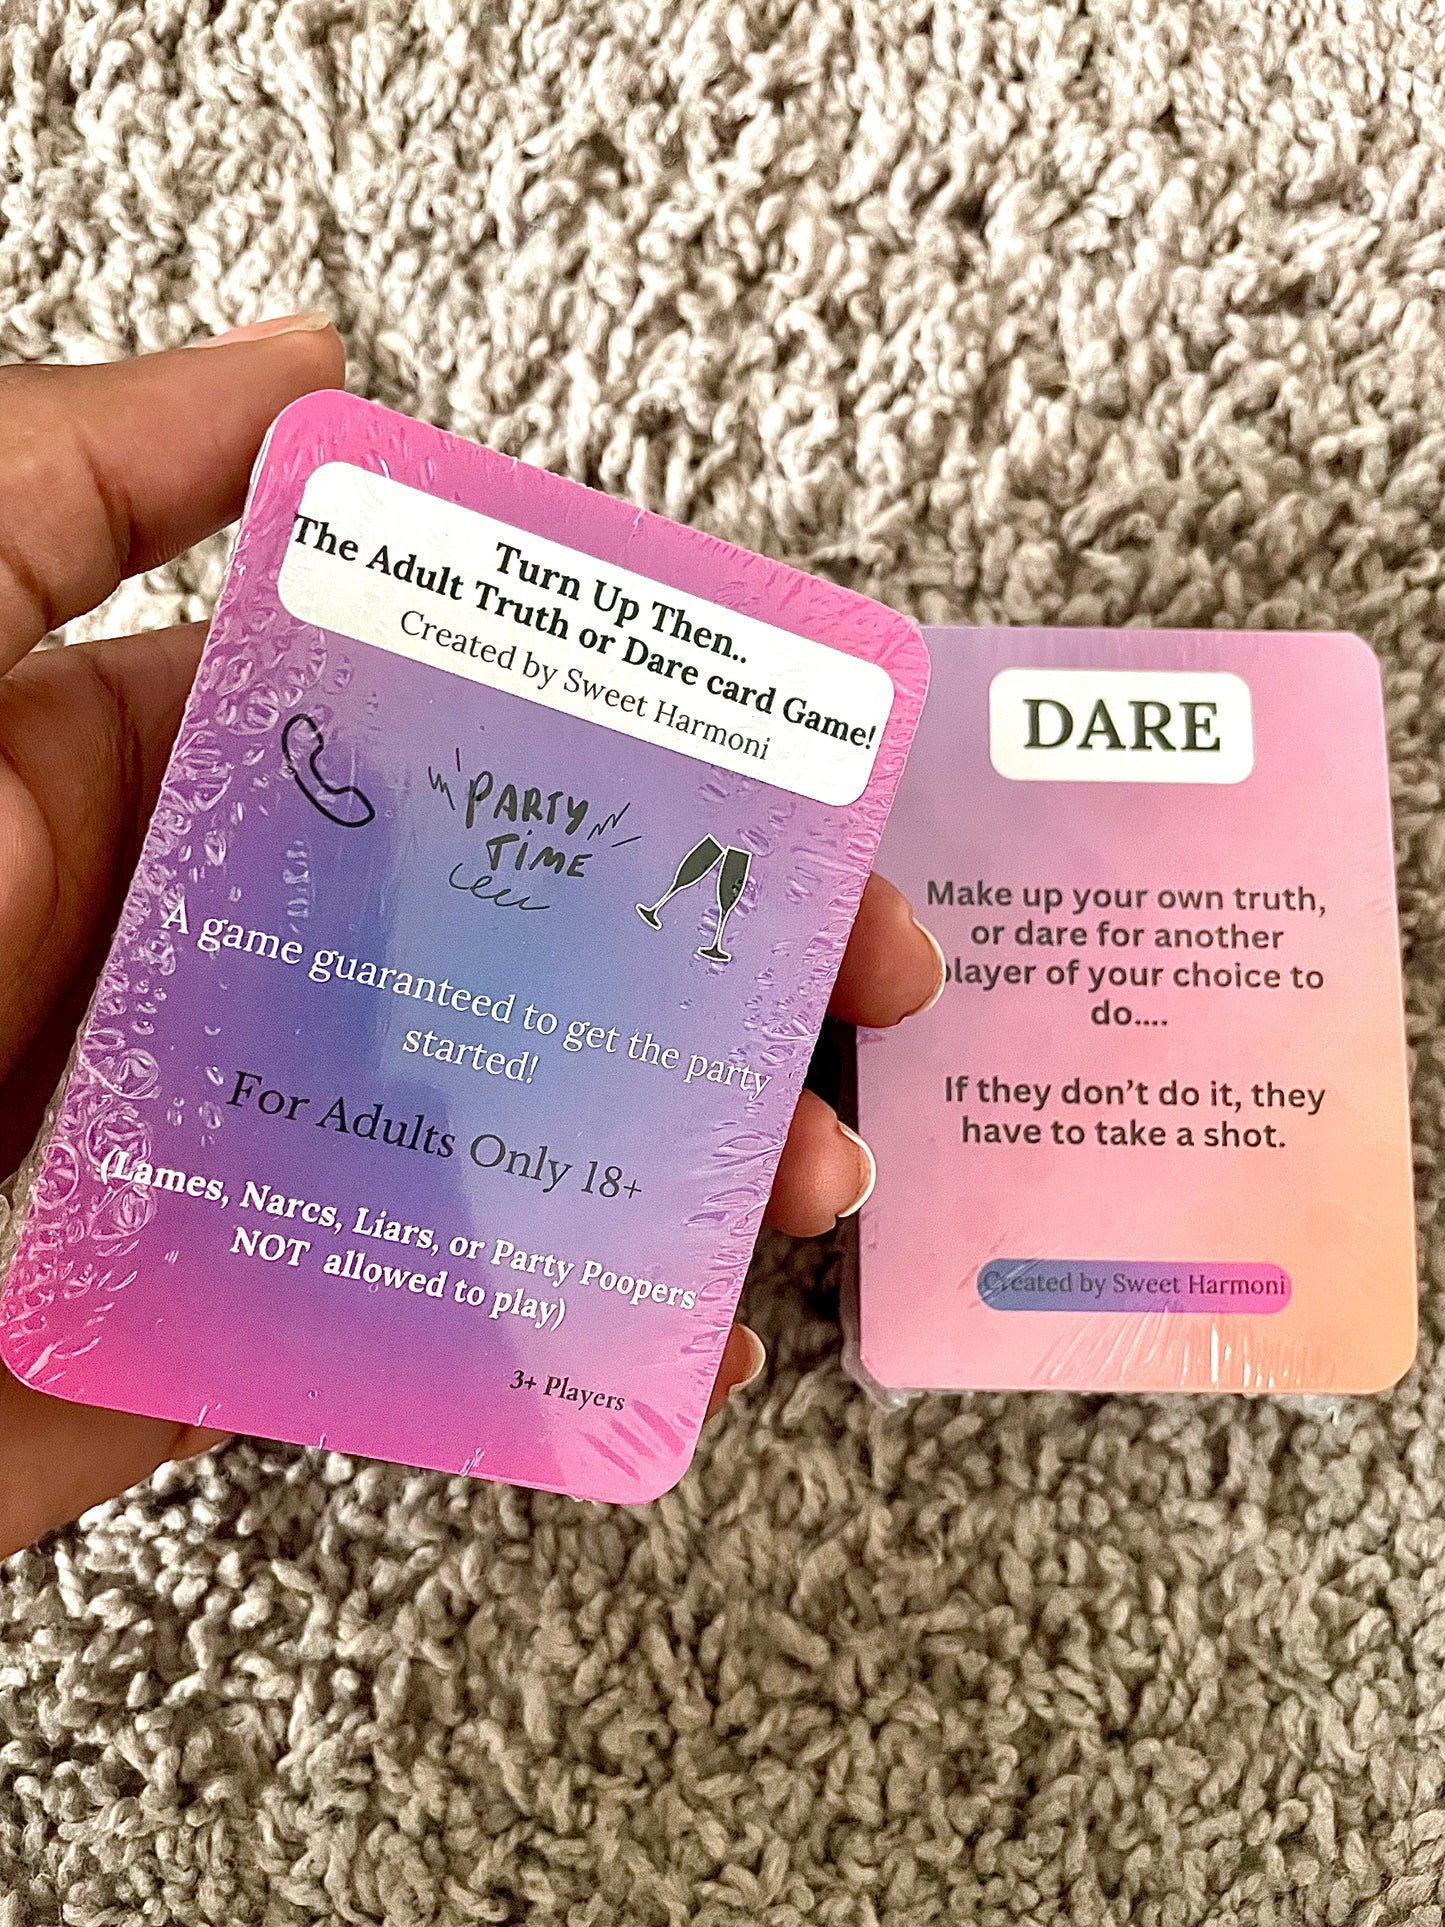 Turn Up Then..
The Adult Truth or Dare card Game!
Created by Sweet Harmoni
PARTY
TIME
A game guaranteed to get the party
started!
For Adults Only 18+
(Lames, Narcs, Liars, or Party Poopers
NOT allowed to play)
3+ Players
DARE
Make up your own truth,
or dare for another
player of your choice to
do....
If they don't do it, they
have to take a shot.
Created by Sweet Harmoni